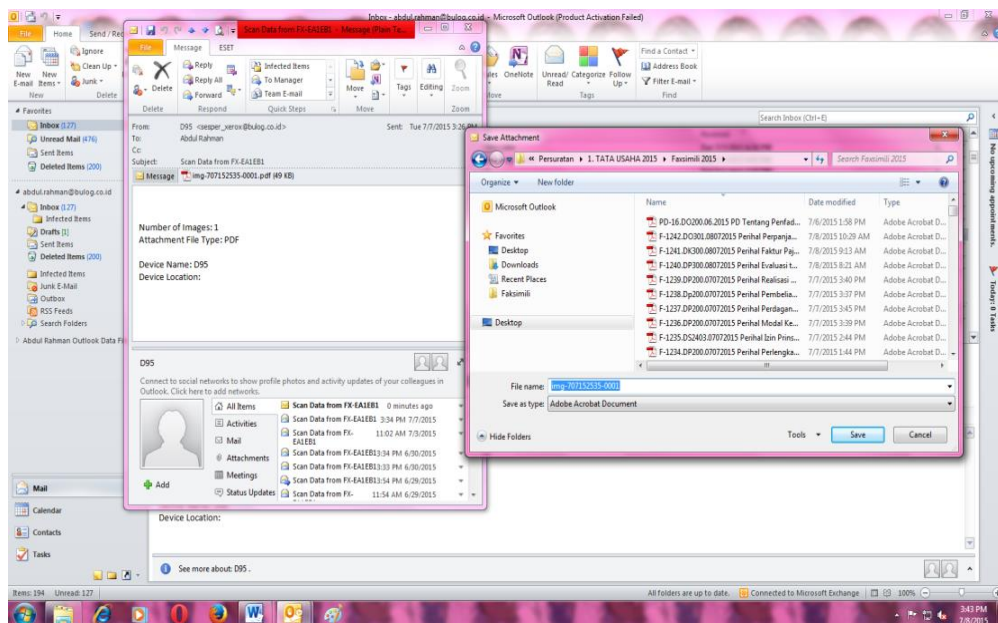 Inbox - abdul.rahman@bulog.co.id - Microsoft Outlook (Product Activation Failed)
File Home Send / Rec
New E-mail
New Items
Ignore
Clean Up
Junk
Delete
New Delete
Scan Data from FX-EA1EB1 - Message (Plain Te...
File Message ESET
Delete
Reply
Reply All
Forward
Infected Items
To Manager
Team E-mail
Move
Tags
Editing
Zoom
Delete Respond Quick Steps Move Zoom
OneNote
Unread/ Read
Categorize
Follow Up
Tags
Find a Contact
Address Book
Filter E-mail
Find
Favorites
Inbox (127)
Unread Mail (476)
Sent Items
Deleted Items (200)
abdul.rahman@bulog.co.id
Inbox (127)
Infected Items
Drafts [1]
Sent Items
Deleted Items (200)
Infected Items
Junk E-Mail
Outbox
RSS Feeds
Search Folders
Abdul Rahman Outlook Data Fil
Mail
Calendar
Contacts
Tasks
From: D95 <sesper_xerox@bulog.co.id> Sent: Tue 7/7/2015 3:26 PM
To: Abdul Rahman
Cc:
Subject: Scan Data from FX-EA1EB1
Message img-707152535-0001.pdf (49 KB)
Number of Images: 1
Attachment File Type: PDF
Device Name: D95
Device Location:
D95
Connect to social networks to show profile photos and activity updates of your colleagues in
Outlook. Click here to add networks.
Add
All Items
Activities
Mail
Attachments
Meetings
Status Updates
Scan Data from FX-EA1EB1 0 minutes ago
Scan Data from FX-EA1EB1 3:34 PM 7/7/2015
Scan Data from FX-EA1EB1 11:02 AM 7/3/2015
Scan Data from FX-EA1EB1 3:34 PM 6/30/2015
Scan Data from FX-EA1EB1 3:33 PM 6/30/2015
Scan Data from FX-EA1EB1 3:54 PM 6/29/2015
Scan Data from FX- 11:54 AM 6/29/2015
Device Location:
See more about: D95.
Search Inbox (Ctrl+E)
Save Attachment
« Persuratan 1. TATA USAHA 2015 Faxsimili 2015
Search Faxsimili 2015
Organize New folder
Microsoft Outlook
Favorites
Desktop
Downloads
Recent Places
Faksimili
Desktop
Name Date modified Type
PD-16.DO200.06.2015 PD Tentang Penfad... 7/6/2015 1:58 PM Adobe Acrobat D...
F-1242.DO301.08072015 Perihal Perpanja... 7/8/2015 10:29 AM Adobe Acrobat D...
F-1241.DK300.08072015 Perihal Faktur Paj... 7/8/2015 9:13 AM Adobe Acrobat D...
F-1240.DP300.08072015 Perihal Evaluasi t... 7/8/2015 8:21 AM Adobe Acrobat D...
F-1239.DP200.07072015 Perihal Realisasi ... 7/7/2015 3:40 PM Adobe Acrobat D...
F-1238.Dp200.07072015 Perihal Pembelia... 7/7/2015 3:37 PM Adobe Acrobat D...
F-1237.DP200.07072015 Perihal Perdagan... 7/7/2015 3:45 PM Adobe Acrobat D...
F-1236.DP200.07072015 Perihal Modal Ke... 7/7/2015 3:39 PM Adobe Acrobat D...
F-1235.DS2403.07072015 Perihal Izin Prins... 7/7/2015 2:44 PM Adobe Acrobat D...
F-1234.DP200.07072015 Perihal Perlengka... 7/7/2015 1:44 PM Adobe Acrobat D...
File name: img-707152535-0001
Save as type: Adobe Acrobat Document
Hide Folders Tools Save Cancel
No upcoming appointments.
Today: 0 Tasks
Items: 194 Unread: 127 All folders are up to date. Connected to Microsoft Exchange 100%
3:43 PM
7/8/2015